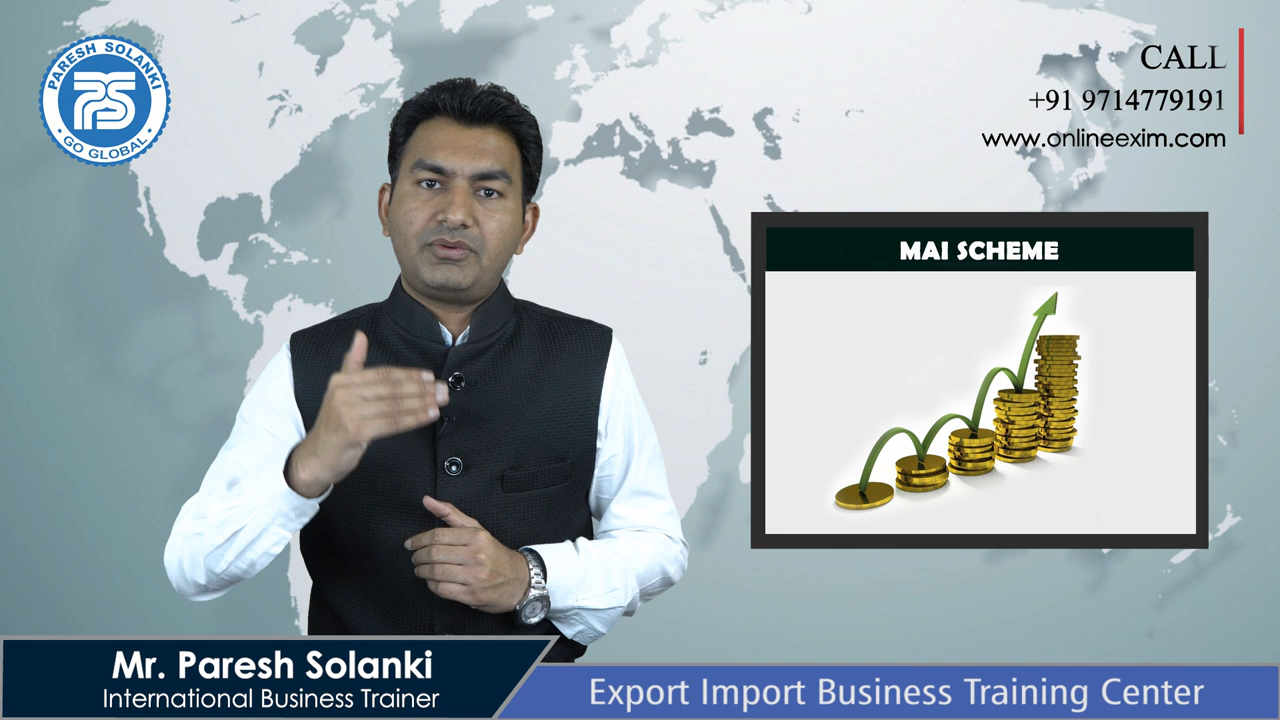 PARESH SOLANKI
PS
GO GLOBAL
CALL
+91 9714779191
www.onlineexim.com
MAI SCHEME
Mr. Paresh Solanki
International Business Trainer
Export Import Business Training Center